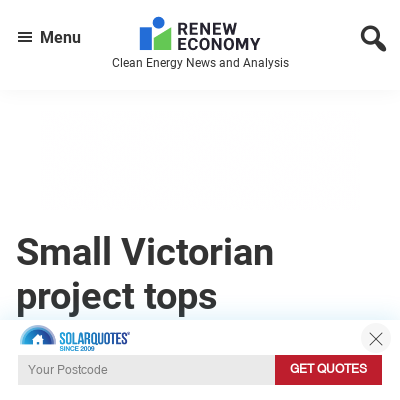 Menu
RENEW
ECONOMY
Clean Energy News and Analysis
Small Victorian
project tops
SOLARQUOTES®
SINCE 2009
Your Postcode
GET QUOTES